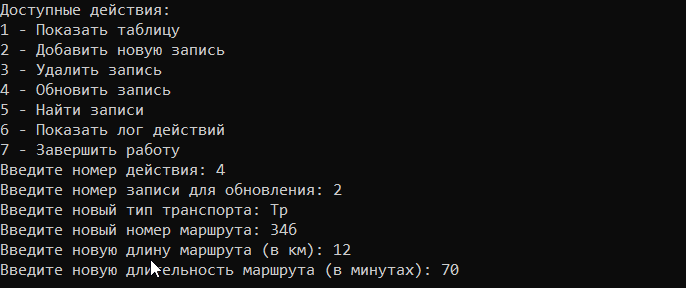 Доступные действия:
1 - Показать таблицу
2 - Добавить новую запись
3 - Удалить запись
4 - Обновить запись
5 - Найти записи
6 - Показать лог действий
7 - Завершить работу
Введите номер действия: 4
Введите номер записи для обновления: 2
Введите новый тип транспорта: Тр
Введите новый номер маршрута: 34б
Введите новую длину маршрута (в км): 12
Введите новую длительность маршрута (в минутах): 70